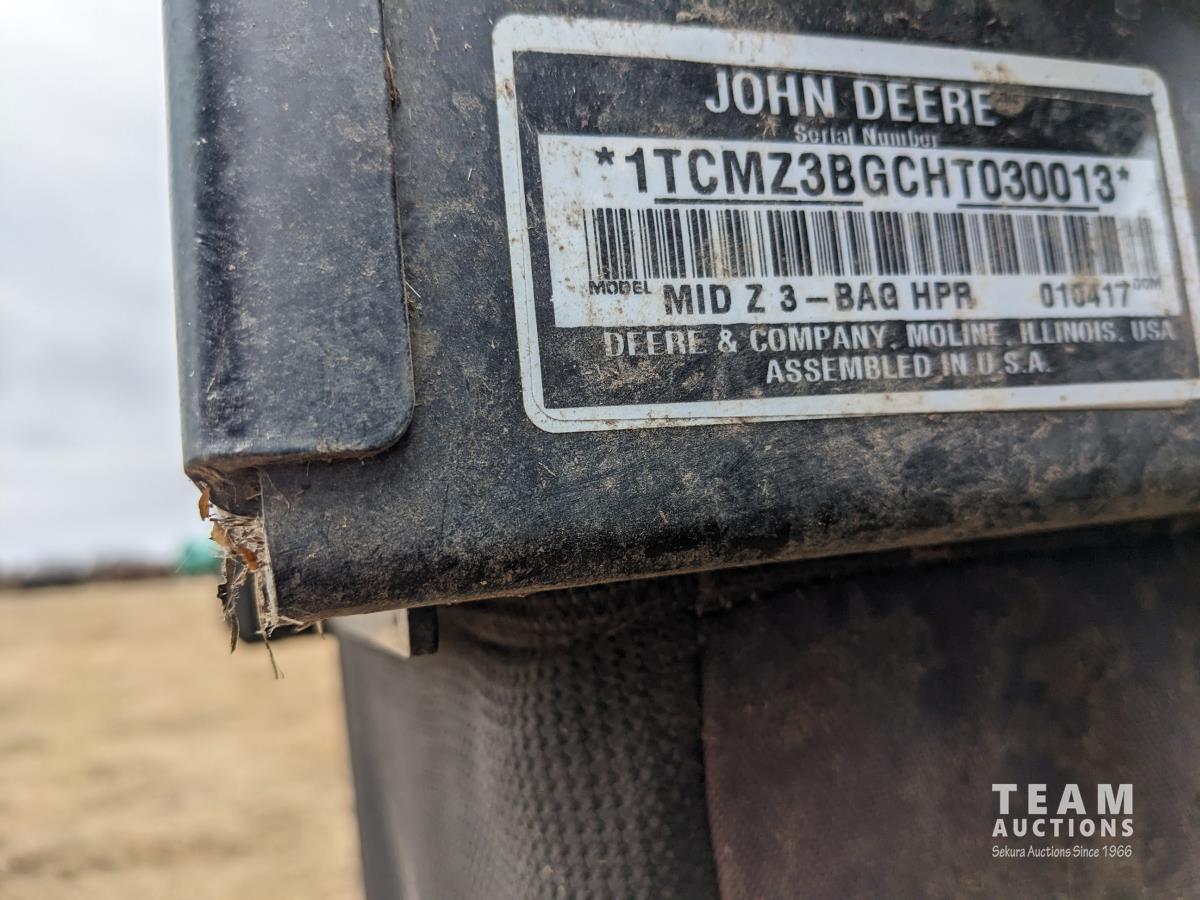 JOHN DEERE
Serial Number
*1TCMZ3BGCHT030013*
MODEL MID Z 3-BAG HPR 010417 DOM
DEERE & COMPANY, MOLINE, ILLINOIS, USA
ASSEMBLED IN U.S.A.
TEAM
AUCTIONS
Sekura Auctions Since 1966